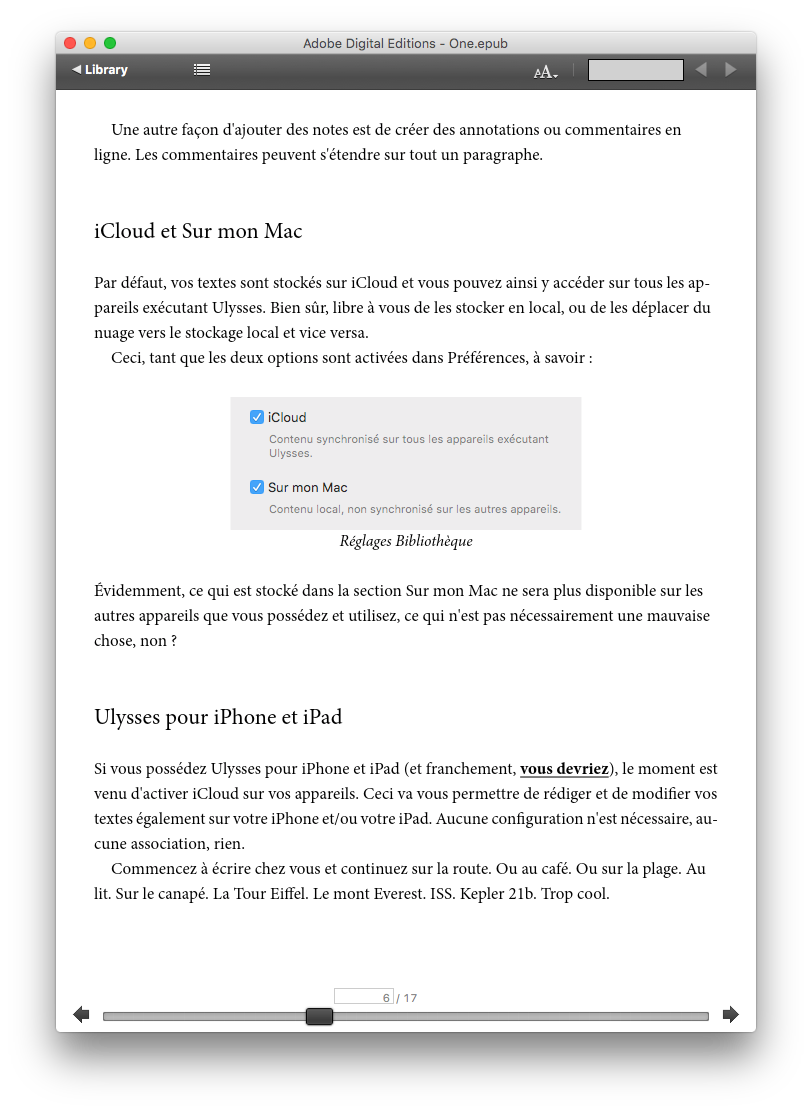 Adobe Digital Editions - One.epub
Library
AA
Une autre façon d'ajouter des notes est de créer des annotations ou commentaires en
ligne. Les commentaires peuvent s'étendre sur tout un paragraphe.
iCloud et Sur mon Mac
Par défaut, vos textes sont stockés sur iCloud et vous pouvez ainsi y accéder sur tous les ap-
pareils exécutant Ulysses. Bien sûr, libre à vous de les stocker en local, ou de les déplacer du
nuage vers le stockage local et vice versa.
Ceci, tant que les deux options sont activées dans Préférences, à savoir :
iCloud
Contenu synchronisé sur tous les appareils exécutant
Ulysses.
Sur mon Mac
Contenu local, non synchronisé sur les autres appareils.
Réglages Bibliothèque
Évidemment, ce qui est stocké dans la section Sur mon Mac ne sera plus disponible sur les
autres appareils que vous possédez et utilisez, ce qui n'est pas nécessairement une mauvaise
chose, non ?
Ulysses pour iPhone et iPad
Si vous possédez Ulysses pour iPhone et iPad (et franchement, vous devriez), le moment est
venu d'activer iCloud sur vos appareils. Ceci va vous permettre de rédiger et de modifier vos
textes également sur votre iPhone et/ou votre iPad. Aucune configuration n'est nécessaire, au-
cune association, rien.
Commencez à écrire chez vous et continuez sur la route. Ou au café. Ou sur la plage. Au
lit. Sur le canapé. La Tour Eiffel. Le mont Everest. ISS. Kepler 21b. Trop cool.
6 / 17